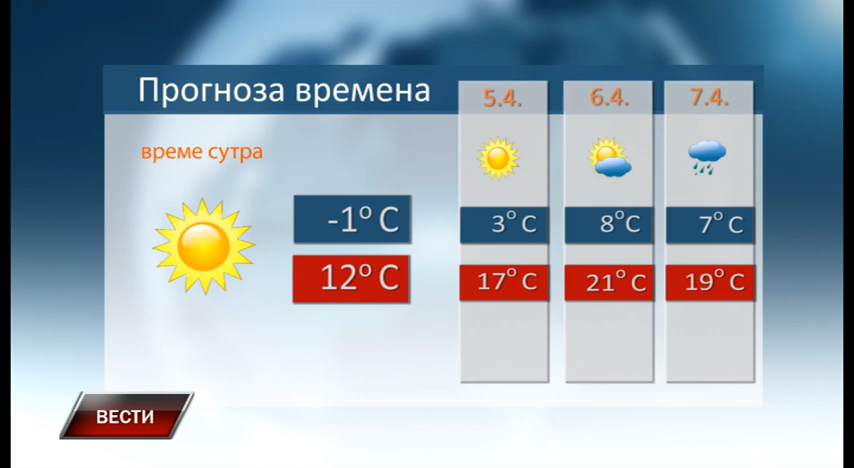 Прогноза времена
време сутра
-1° C
12° C
5.4. 6.4. 7.4.
3° C 8°C 7° C
17° C 21° C 19° C
ВЕСТИ